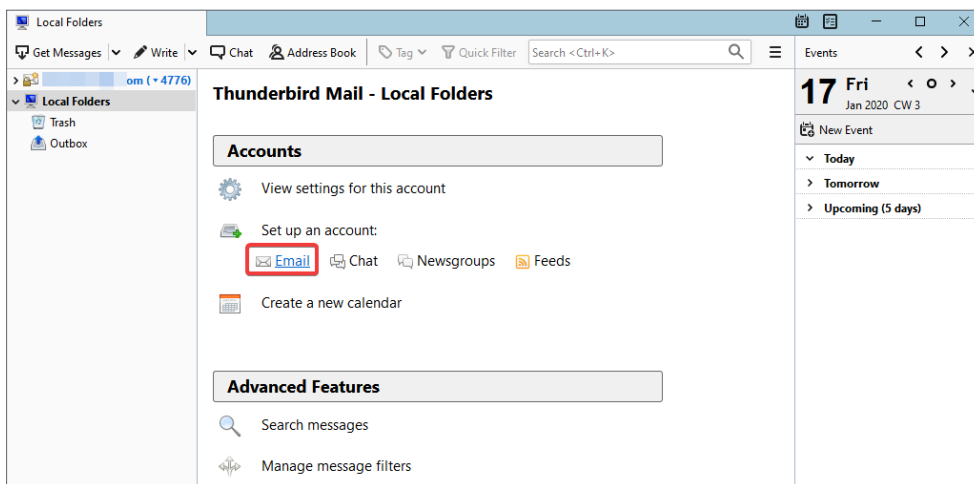 Local Folders
Get Messages Write Chat Address Book Tag Quick Filter Search <Ctrl+K> Events
om (4776)
Local Folders
Trash
Outbox
Thunderbird Mail - Local Folders
Accounts
View settings for this account
Set up an account:
Email Chat Newsgroups Feeds
Create a new calendar
Advanced Features
Search messages
Manage message filters
17 Fri
Jan 2020 CW 3
New Event
Today
Tomorrow
Upcoming (5 days)